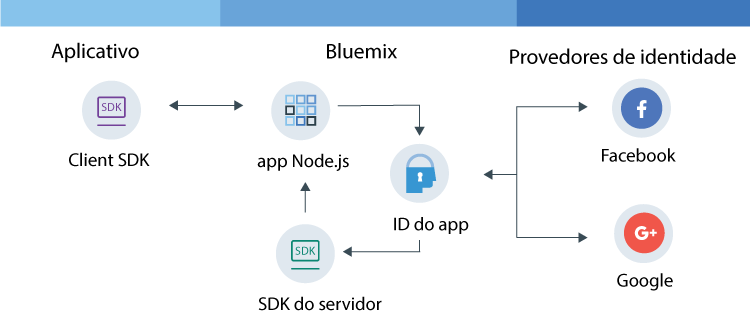 Aplicativo
Bluemix
Provedores de identidade
SDK
Client SDK
app Node.js
ID do app
SDK
SDK do servidor
f
Facebook
G+
Google